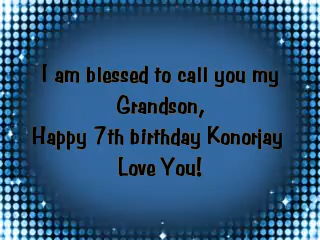 I am blessed to call you my
Grandson,
Happy 7th birthday Konorjay
Love You!